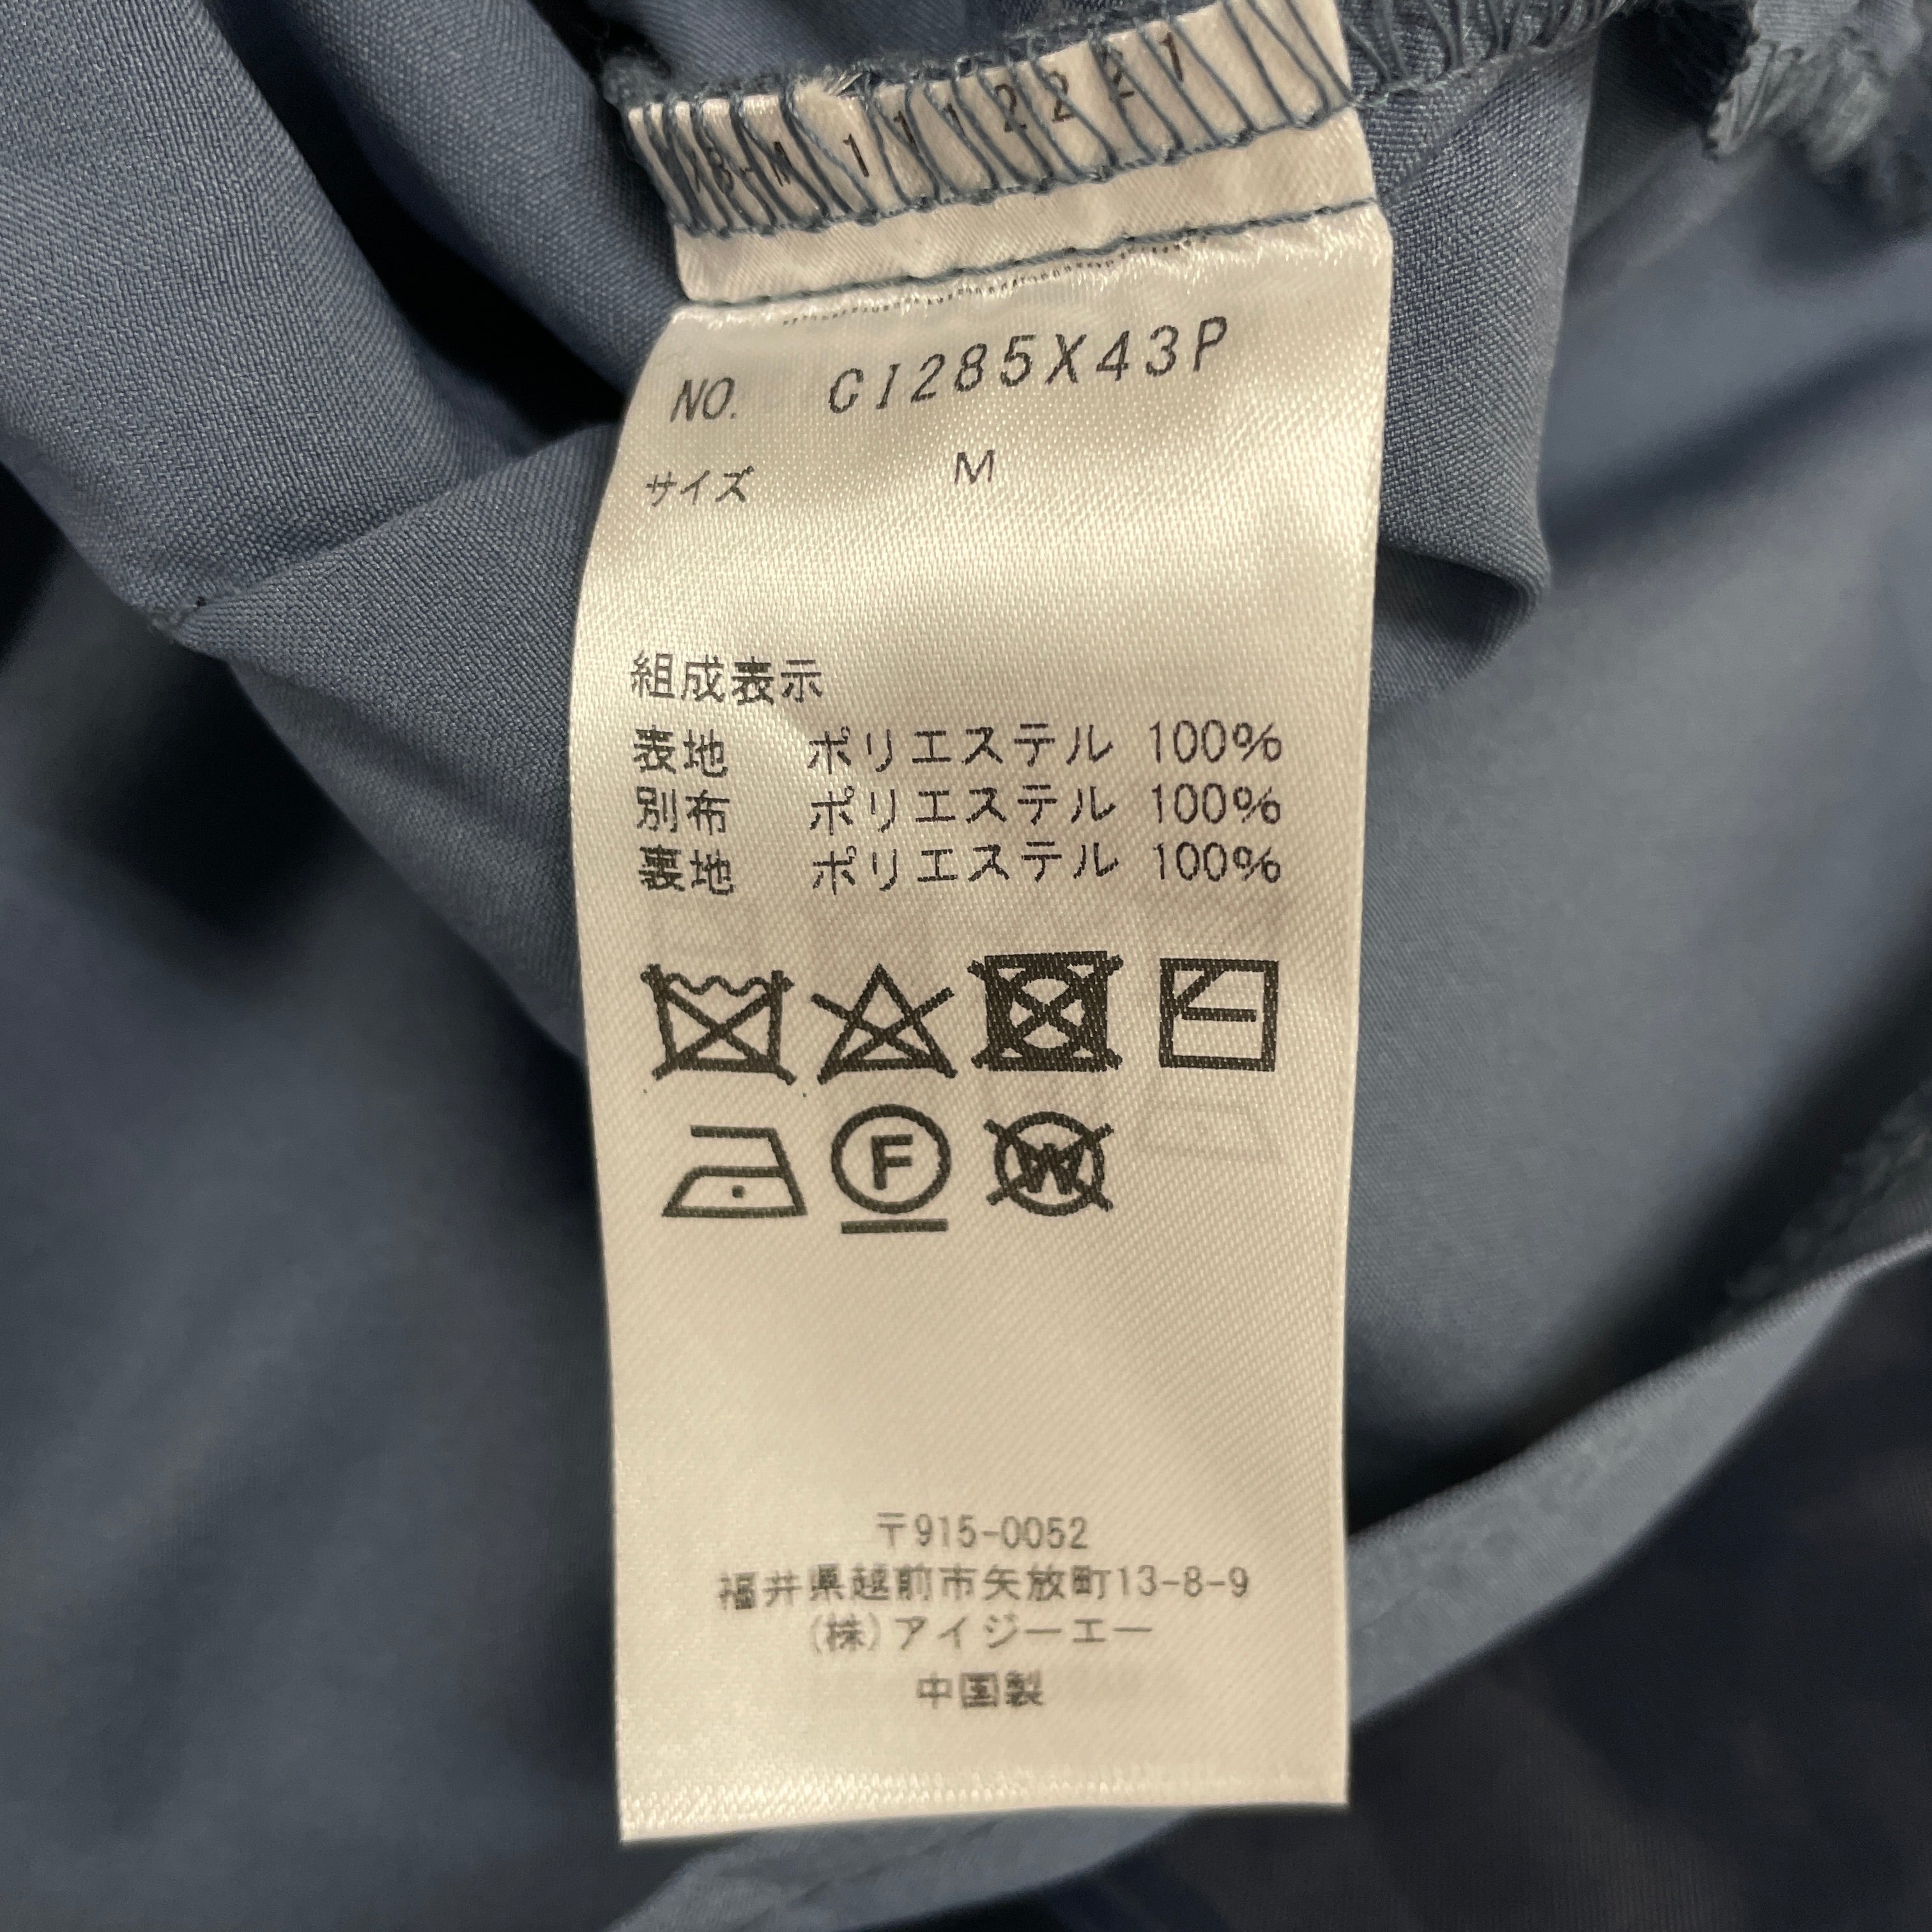 NO. CI285X43P
サイズ M
組成表示
表地 ポリエステル 100%
別布 ポリエステル 100%
裏地 ポリエステル 100%
F W
〒915-0052
福井県越前市矢放町13-8-9
(株)アイジーエー
中国製